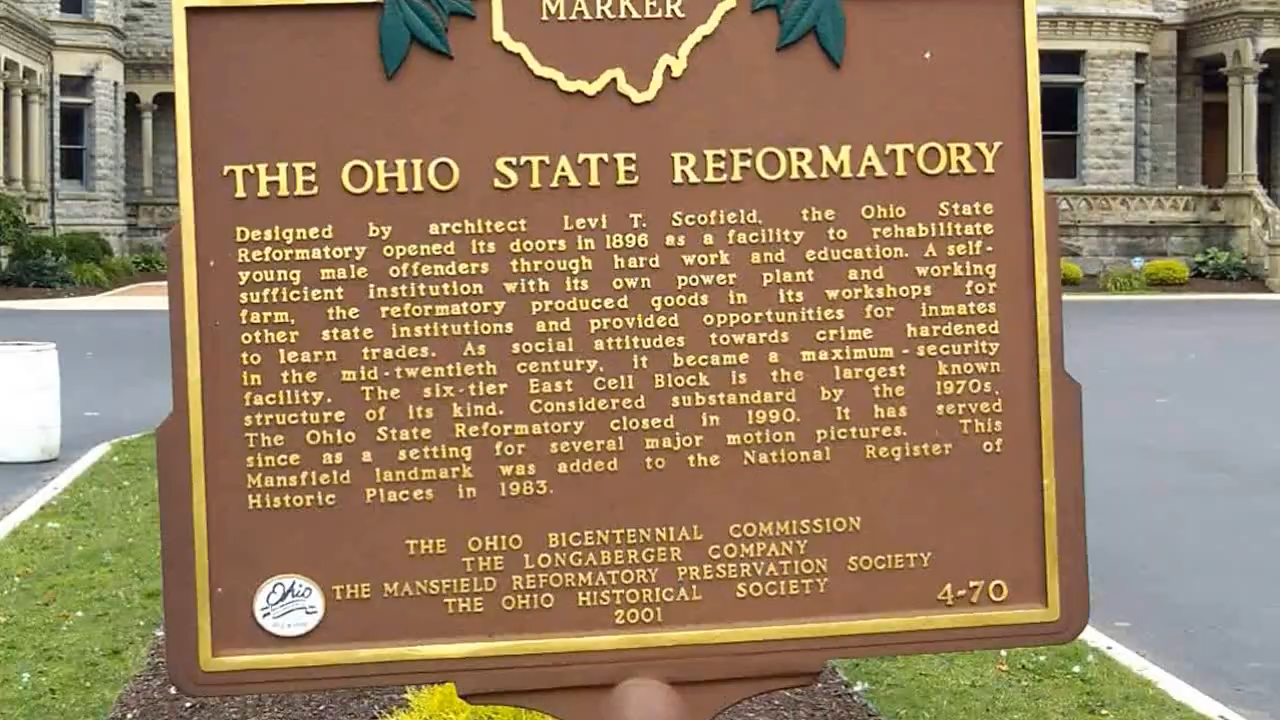 MARKER
THE OHIO STATE REFORMATORY
Designed by architect Levi T. Scofield, the Ohio State
Reformatory opened its doors in 1896 as a facility to rehabilitate
young male offenders through hard work and education. A self-
sufficient institution with its own power plant and working
farm, the reformatory produced goods in its workshops for
other state institutions and provided opportunities for inmates
to learn trades. As social attitudes towards crime hardened
in the mid-twentieth century, it became a maximum-security
facility. The six-tier East Cell Block is the largest known
structure of its kind. Considered substandard by the 1970s,
The Ohio State Reformatory closed in 1990. It has served
since as a setting for several major motion pictures. This
Mansfield landmark was added to the National Register of
Historic Places in 1983.
THE OHIO BICENTENNIAL COMMISSION
THE LONGABERGER COMPANY
THE MANSFIELD REFORMATORY PRESERVATION SOCIETY
THE OHIO HISTORICAL SOCIETY
2001
4-70
Ohio